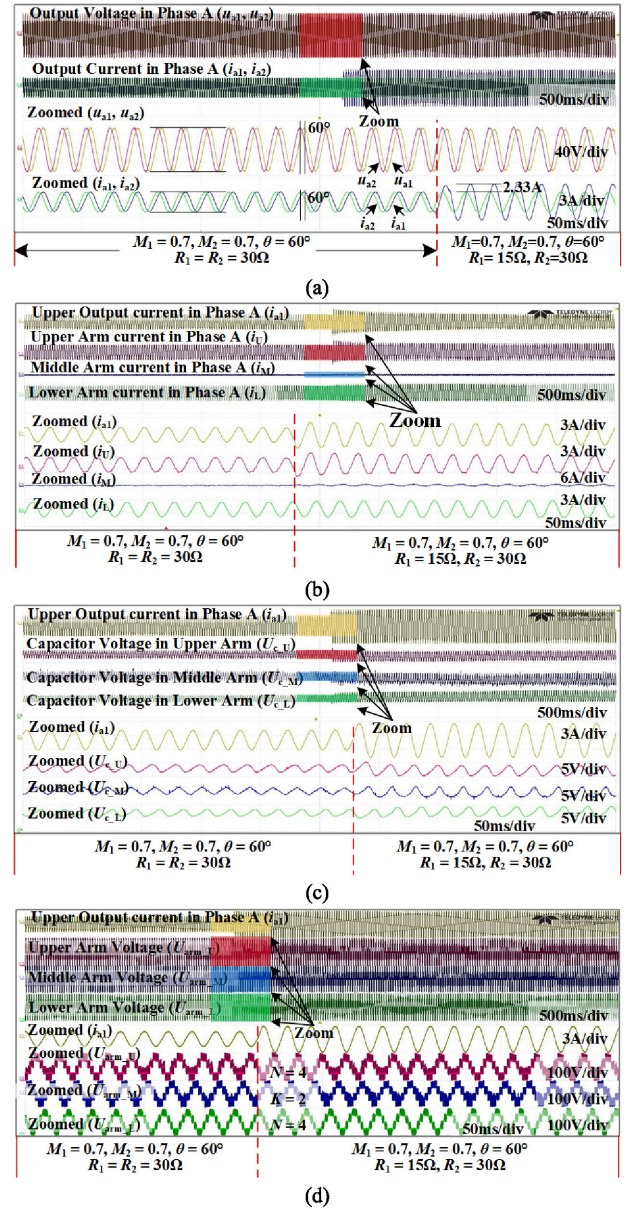 Output Voltage in Phase A (ua1, ua2)
TELEDYNE LECROY
Output Current in Phase A (ia1, ia2)
500ms/div
Zoomed (ua1, ua2)
Zoom
60°
40V/div
ua2 ua1
Zoomed (ia1, ia2)
60°
2.33A
3A/div
ia2 ia1
50ms/div
M1 = 0.7, M2 = 0.7, θ = 60°
R1 = R2 = 30Ω
M1=0.7, M2=0.7, θ=60°
R1= 15Ω, R2=30Ω
(a)
Upper Output current in Phase A (ia1)
TELEDYNE LECROY
Upper Arm current in Phase A (iU)
Middle Arm current in Phase A (iM)
Lower Arm current in Phase A (iL)
500ms/div
Zoom
Zoomed (ia1)
3A/div
Zoomed (iU)
3A/div
Zoomed (iM)
6A/div
Zoomed (iL)
3A/div
50ms/div
M1 = 0.7, M2 = 0.7, θ = 60°
R1 = R2 = 30Ω
M1 = 0.7, M2 = 0.7, θ = 60°
R1 = 15Ω, R2 = 30Ω
(b)
Upper Output current in Phase A (ia1)
TELEDYNE LECROY
Capacitor Voltage in Upper Arm (Uc_U)
Capacitor Voltage in Middle Arm (Uc_M)
Capacitor Voltage in Lower Arm (Uc_L)
500ms/div
Zoom
Zoomed (ia1)
3A/div
Zoomed (Uc_U)
5V/div
Zoomed (Uc_M)
5V/div
Zoomed (Uc_L)
5V/div
50ms/div
M1 = 0.7, M2 = 0.7, θ = 60°
R1 = R2 = 30Ω
M1 = 0.7, M2 = 0.7, θ = 60°
R1 = 15Ω, R2 = 30Ω
(c)
Upper Output current in Phase A (ia1)
TELEDYNE LECROY
Upper Arm Voltage (Uarm_U)
Middle Arm Voltage (Uarm_M)
Lower Arm Voltage (Uarm_L)
500ms/div
Zoom
Zoomed (ia1)
3A/div
Zoomed (Uarm_U)
N = 4
100V/div
Zoomed (Uarm_M)
K = 2
100V/div
Zoomed (Uarm_L)
N = 4
50ms/div
100V/div
M1 = 0.7, M2 = 0.7, θ = 60°
R1 = R2 = 30Ω
M1 = 0.7, M2 = 0.7, θ = 60°
R1 = 15Ω, R2 = 30Ω
(d)